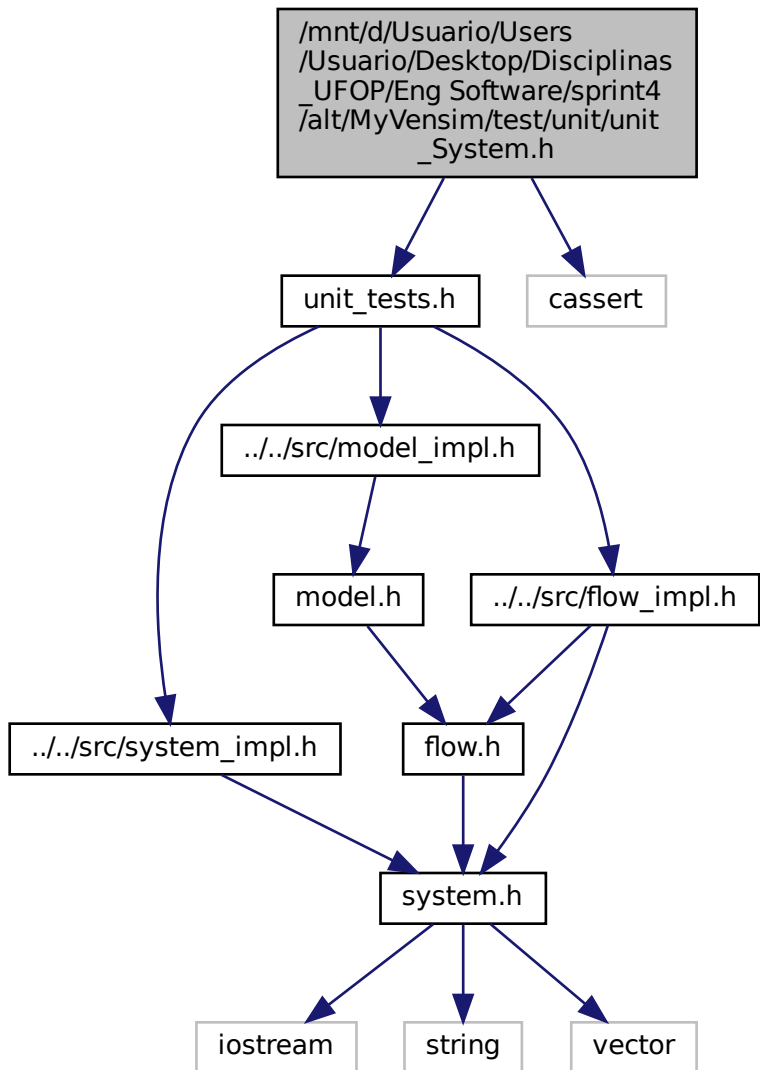 /mnt/d/Usuario/Users
/Usuario/Desktop/Disciplinas
_UFOP/Eng Software/sprint4
/alt/MyVensim/test/unit/unit
_System.h
unit_tests.h
cassert
../../src/model_impl.h
model.h
../../src/flow_impl.h
../../src/system_impl.h
flow.h
system.h
iostream
string
vector